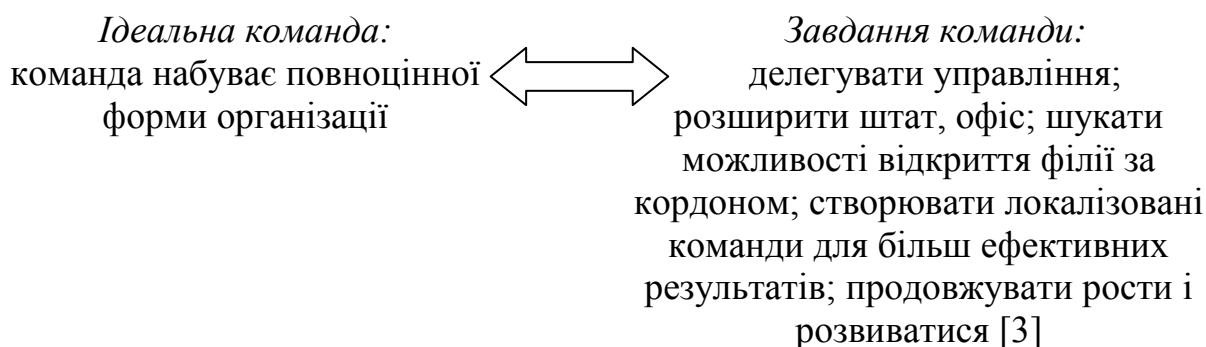 Ідеальна команда:
команда набуває повноцінної
форми організації
Завдання команди:
делегувати управління;
розширити штат, офіс; шукати
можливості відкриття філії за
кордоном; створювати локалізовані
команди для більш ефективних
результатів; продовжувати рости і
розвиватися [3]